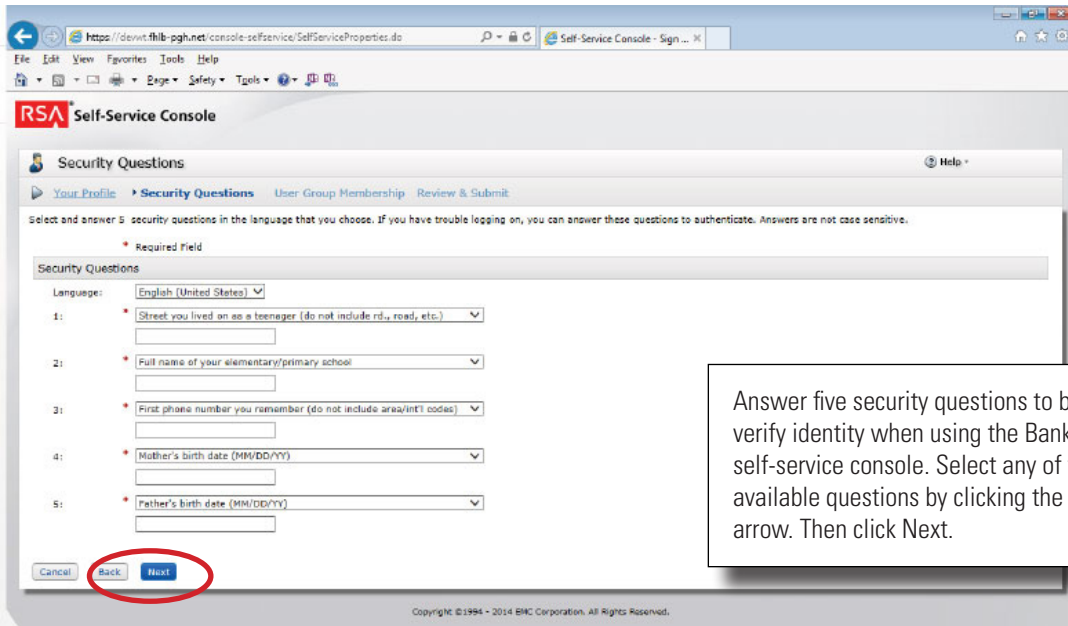 https://devwt.fhlb-pgh.net/console-selfservice/SelfServiceProperties.do
Self-Service Console - Sign ...
File Edit View Favorites Tools Help
Page Safety Tools
RSA Self-Service Console
Security Questions
Help
Your Profile Security Questions User Group Membership Review & Submit
Select and answer 5 security questions in the language that you choose. If you have trouble logging on, you can answer these questions to authenticate. Answers are not case sensitive.
* Required Field
Security Questions
Language: English (United States)
1: * Street you lived on as a teenager (do not include rd., road, etc.)
2: * Full name of your elementary/primary school
3: * First phone number you remember (do not include area/int'l codes)
4: * Mother's birth date (MM/DD/YY)
5: * Father's birth date (MM/DD/YY)
Answer five security questions to b
verify identity when using the Bank
self-service console. Select any of
available questions by clicking the
arrow. Then click Next.
Cancel Back Next
Copyright ©1994 - 2014 EMC Corporation. All Rights Reserved.